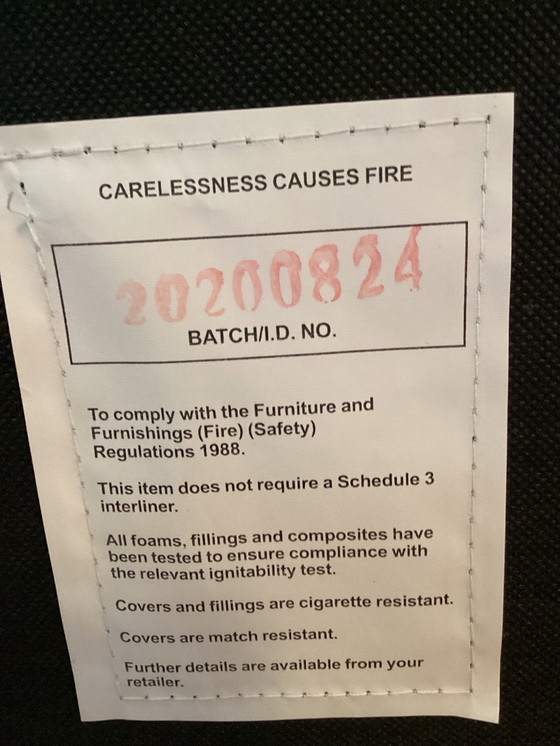 CARELESSNESS CAUSES FIRE
20200824
BATCH/I.D. NO.
To comply with the Furniture and
Furnishings (Fire) (Safety)
Regulations 1988.
This item does not require a Schedule 3
interliner.
All foams, fillings and composites have
been tested to ensure compliance with
the relevant ignitability test.
Covers and fillings are cigarette resistant.
Covers are match resistant.
Further details are available from your
retailer.